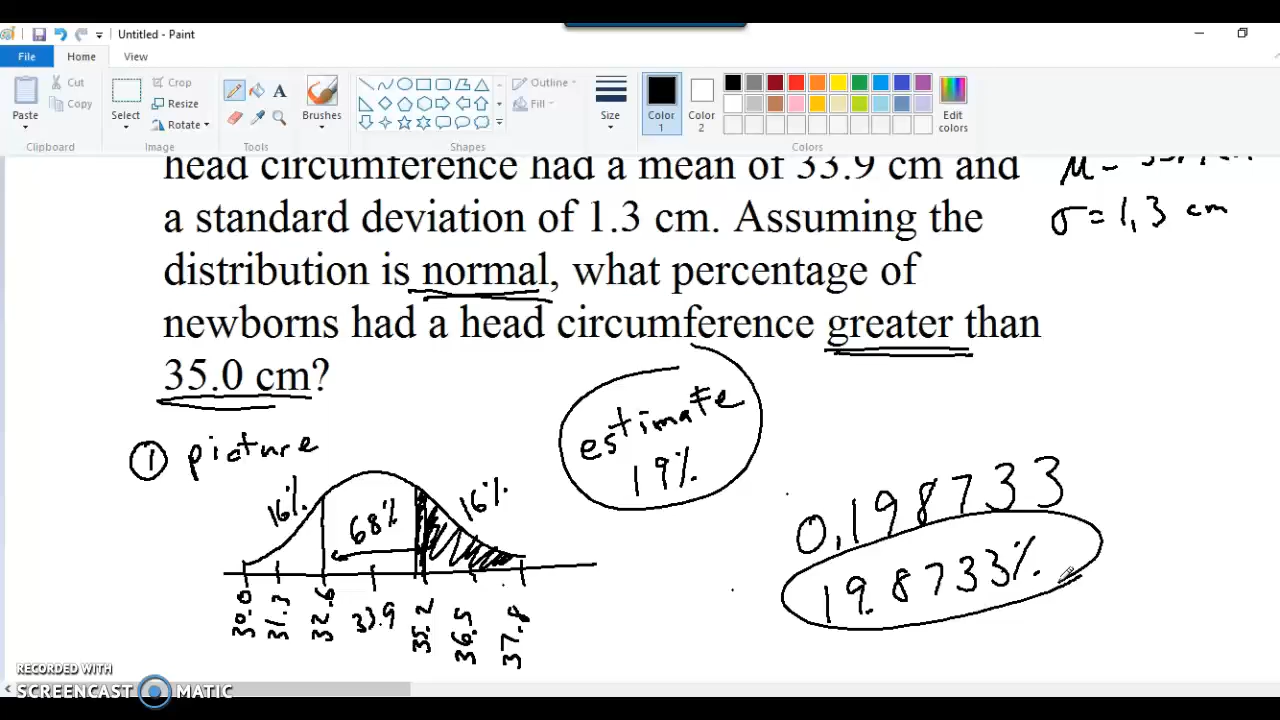 Untitled - Paint
File
Home
View
Cut
Copy
Paste
Clipboard
Crop
Resize
Rotate
Select
Image
A
Tools
Brushes
Outline
Fill
Shapes
Size
Color
1
Color
2
Edit
colors
Colors
head circumference had a mean of 33.9 cm and
a standard deviation of 1.3 cm. Assuming the
distribution is normal, what percentage of
newborns had a head circumference greater than
35.0 cm?
μ =
σ = 1.3 cm
① picture
16%
68%
16%
30.0 31.3 32.6 33.9 35.2 36.5 37.8
estimate
19%
0.198733
19.8733%
RECORDED WITH
SCREENCAST MATIC